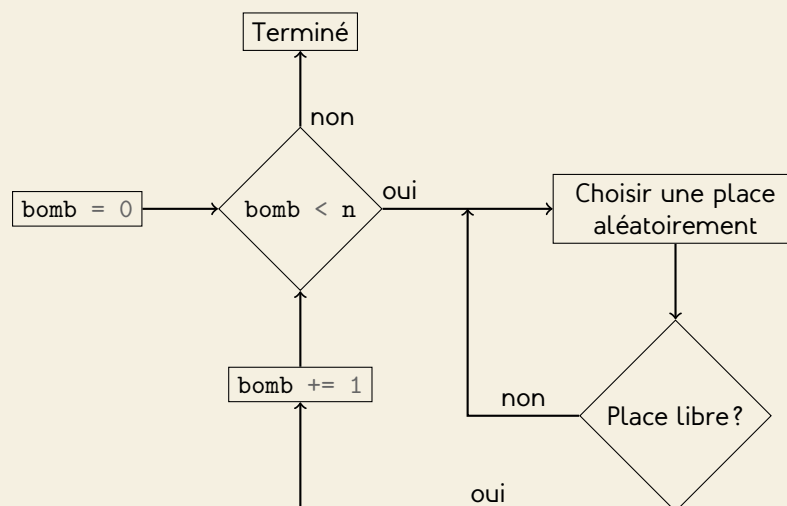 Terminé
non
oui
bomb = 0
bomb < n
Choisir une place
aléatoirement
bomb += 1
non
Place libre ?
oui